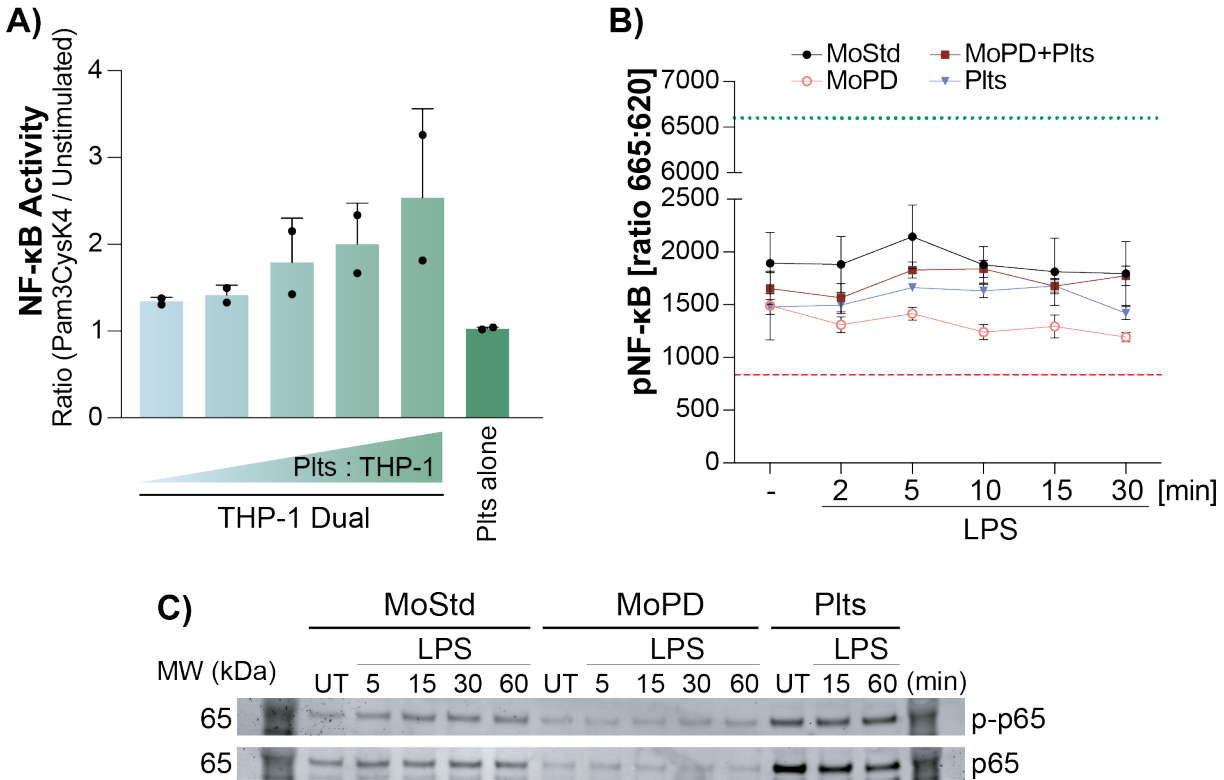 A)
NF-κB Activity
Ratio (Pam3CysK4 / Unstimulated)
4
3
2
1
0
Plts : THP-1
THP-1 Dual
Plts alone
B)
MoStd
MoPD+Plts
MoPD
Plts
pNF-κB [ratio 665:620]
7000
6500
6000
2500
2000
1500
1000
500
0
- 2 5 10 15 30 [min]
LPS
C)
MoStd MoPD Plts
LPS LPS LPS
MW (kDa)
UT 5 15 30 60 UT 5 15 30 60 UT 15 60 (min)
65 p-p65
65 p65